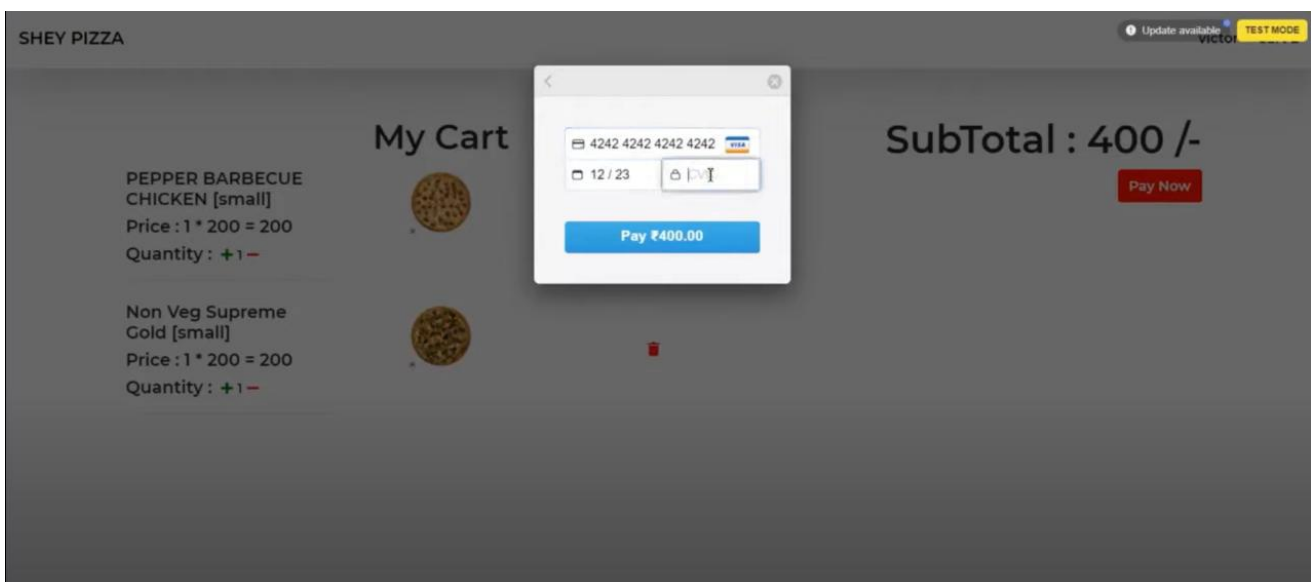 SHEY PIZZA
Update available
TEST MODE
victor
My Cart
SubTotal : 400 /-
Pay Now
4242 4242 4242 4242 VISA
12 / 23
Pay ₹400.00
PEPPER BARBECUE
CHICKEN [small]
Price : 1 * 200 = 200
Quantity : + 1 −
Non Veg Supreme
Gold [small]
Price : 1 * 200 = 200
Quantity : + 1 −